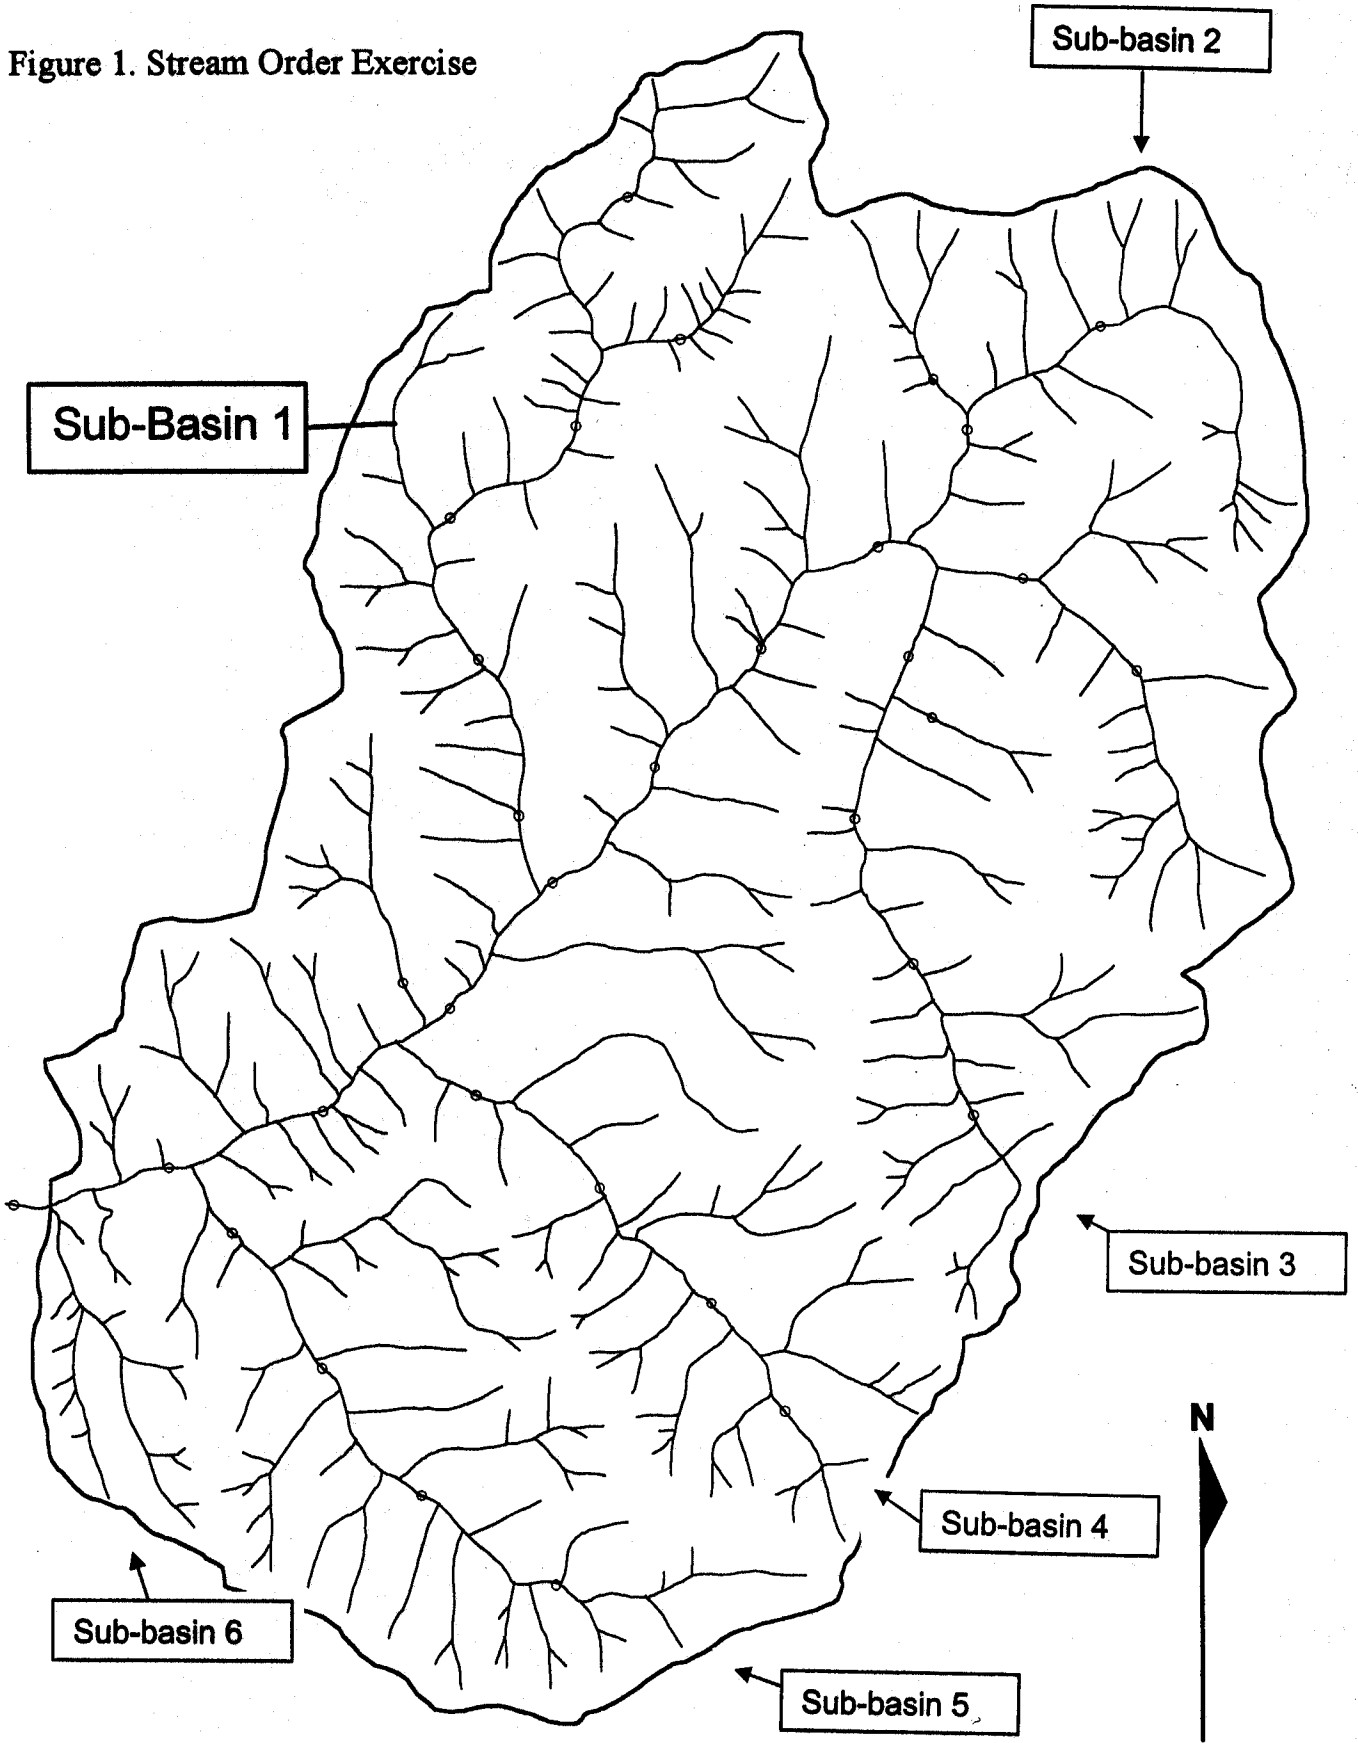 Figure 1. Stream Order Exercise
Sub-basin 2
Sub-Basin 1
Sub-basin 3
N
Sub-basin 4
Sub-basin 6
Sub-basin 5